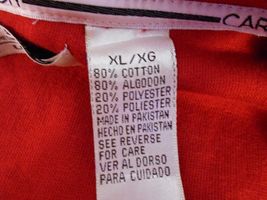 CAR
XL/XG
80% COTTON
80% ALGODON
20% POLYESTER
20% POLIESTER
MADE IN PAKISTAN
HECHO EN PAKISTAN
SEE REVERSE
FOR CARE
VER AL DORSO
PARA CUIDADO